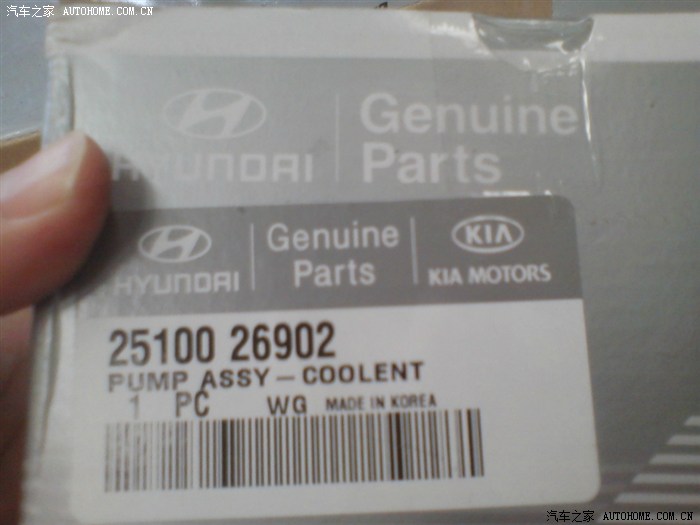 汽车之家 AUTOHOME.COM.CN
HYUNDAI
Genuine
Parts
HYUNDAI
Genuine
Parts
KIA
KIA MOTORS
25100 26902
PUMP ASSY-COOLENT
1 PC WG MADE IN KOREA
汽车之家 AUTOHOME.COM.CN